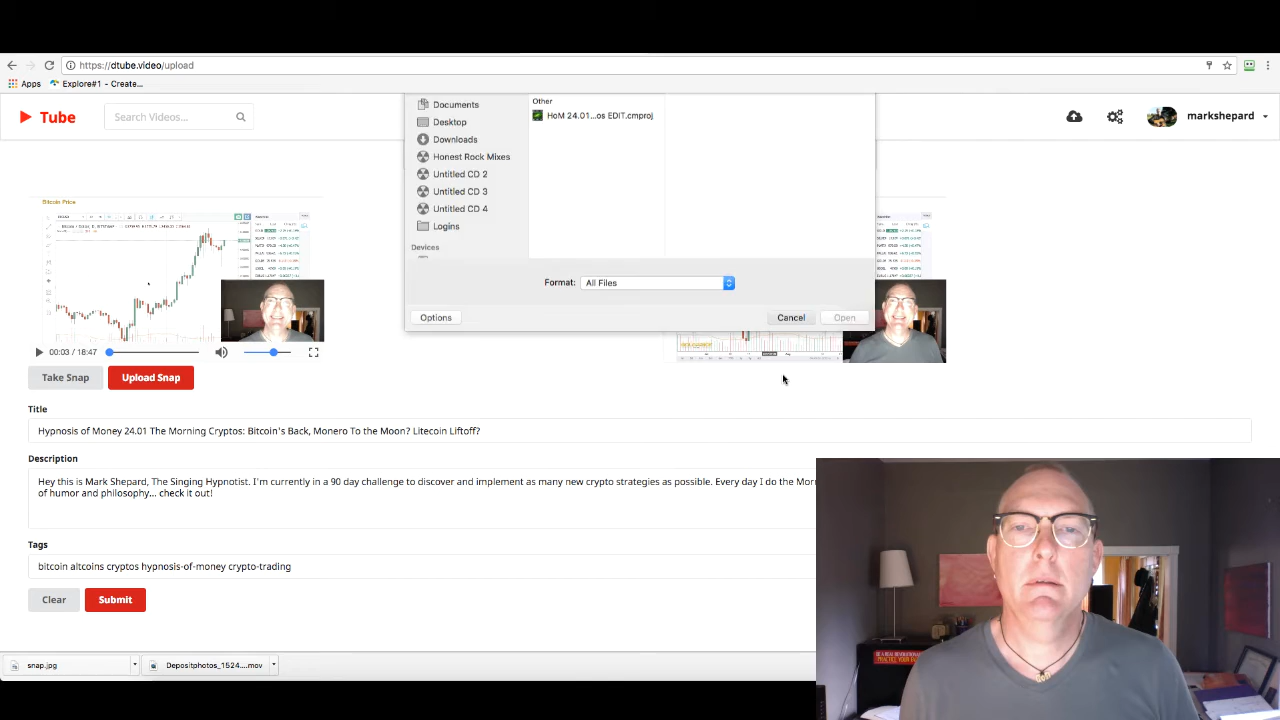 https://dtube.video/upload
Apps
Explore#1 - Create...
Tube
Search Videos...
markshepard
Documents
Desktop
Downloads
Honest Rock Mixes
Untitled CD 2
Untitled CD 3
Untitled CD 4
Logins
Devices
Other
HoM 24.01...os EDIT.cmproj
Format:
All Files
Options
Cancel
Open
Bitcoin Price
00:03 / 18:47
Take Snap
Upload Snap
Title
Hypnosis of Money 24.01 The Morning Cryptos: Bitcoin's Back, Monero To the Moon? Litecoin Liftoff?
Description
Hey this is Mark Shepard, The Singing Hypnotist. I'm currently in a 90 day challenge to discover and implement as many new crypto strategies as possible. Every day I do the Mor
of humor and philosophy... check it out!
Tags
bitcoin altcoins cryptos hypnosis-of-money crypto-trading
Clear
Submit
snap.jpg
Depositphotos_1524....mov
BE A REAL REVOLUTIONARY
PRACTICE YOUR